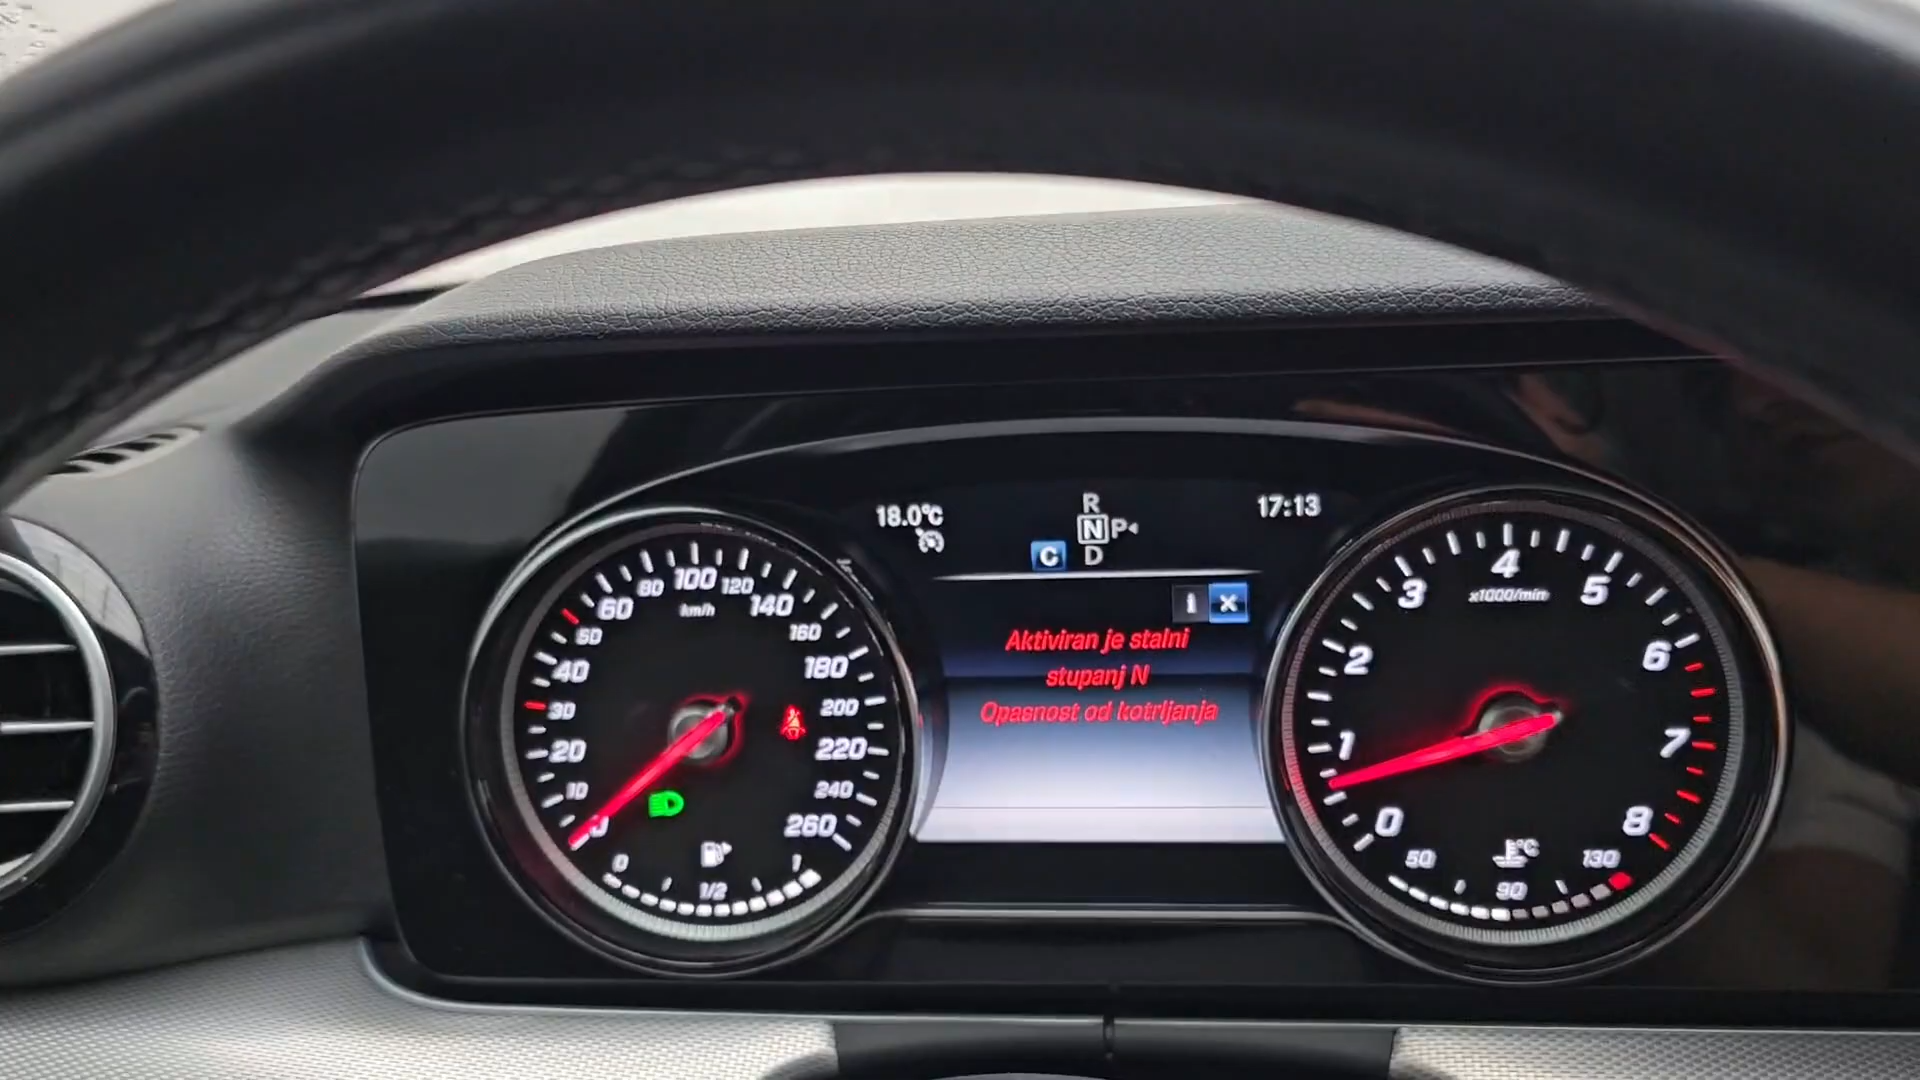 18.0°C
R
N P
C D
17:13
i X
Aktiviran je stalni
stupanj N
Opasnost od kotrljanja
0 10 20 30 40 50 60 80 100 120 140 160 180 200 220 240 260
km/h
0 1/2 1
0 1 2 3 4 5 6 7 8
x1000/min
°C
50 90 130